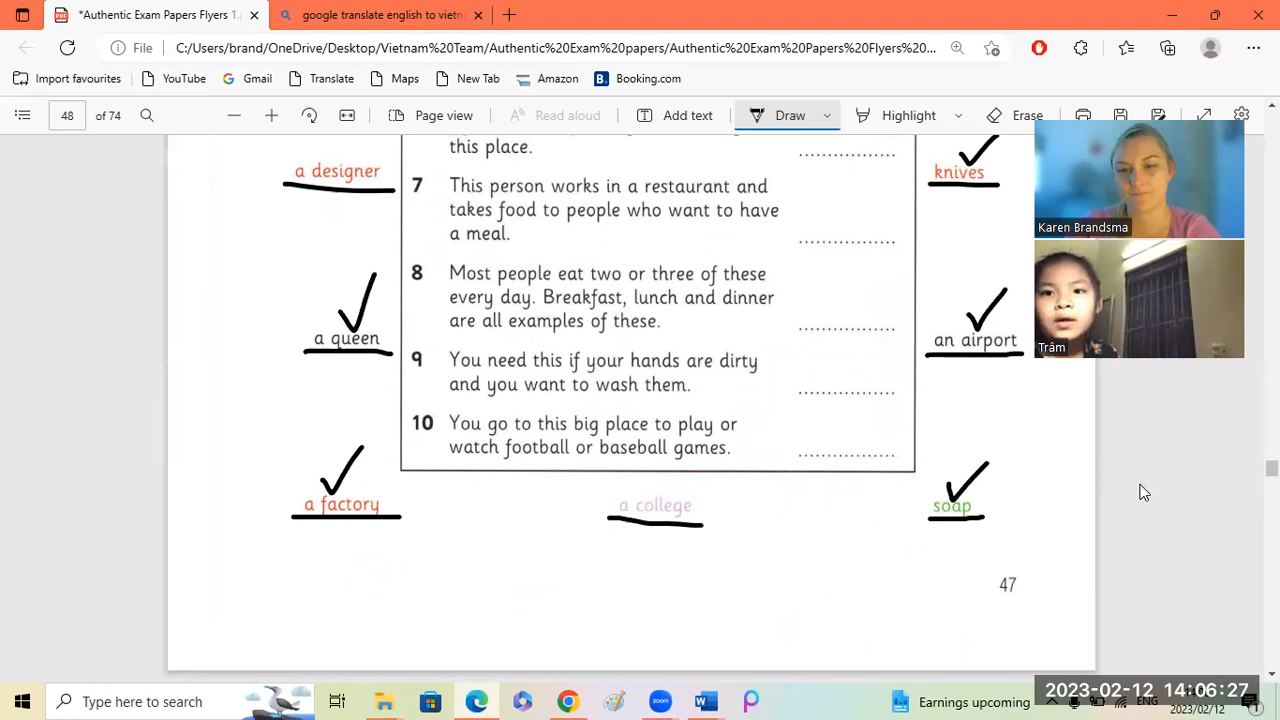 *Authentic Exam Papers Flyers 1.p
google translate english to vietn
File
C:/Users/brand/OneDrive/Desktop/Vietnam%20Team/Authentic%20Exam%20papers/Authentic%20Exam%20Papers%20Flyers%20...
Import favourites
YouTube
Gmail
Translate
Maps
New Tab
Amazon
B.
Booking.com
48
of 74
Page view
Read aloud
Add text
Draw
Highlight
Erase
this place. ................
a designer
knives
7 This person works in a restaurant and
takes food to people who want to have
a meal. ................
Karen Brandsma
8 Most people eat two or three of these
every day. Breakfast, lunch and dinner
are all examples of these. ................
a queen
an airport
Trâm
9 You need this if your hands are dirty
and you want to wash them. ................
10 You go to this big place to play or
watch football or baseball games. ................
a factory
a college
soap
47
Type here to search
Earnings upcoming
ENG
2023-02-12 14:06:27
2023/02/12